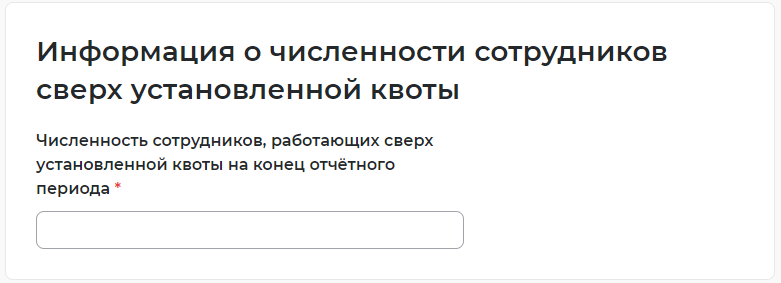 Информация о численности сотрудников
сверх установленной квоты
Численность сотрудников, работающих сверх
установленной квоты на конец отчётного
периода *